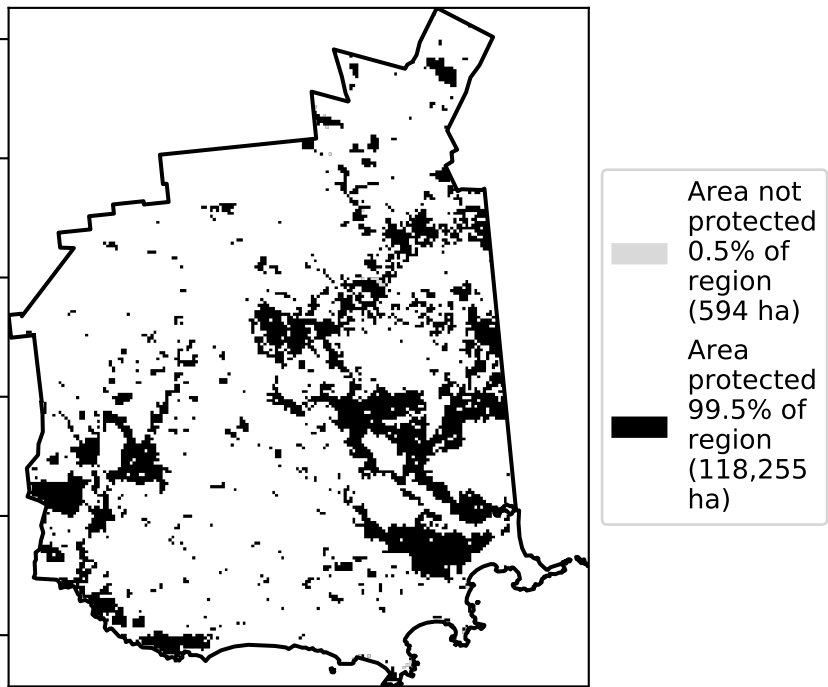 Area not
protected
0.5% of
region
(594 ha)
Area
protected
99.5% of
region
(118,255
ha)